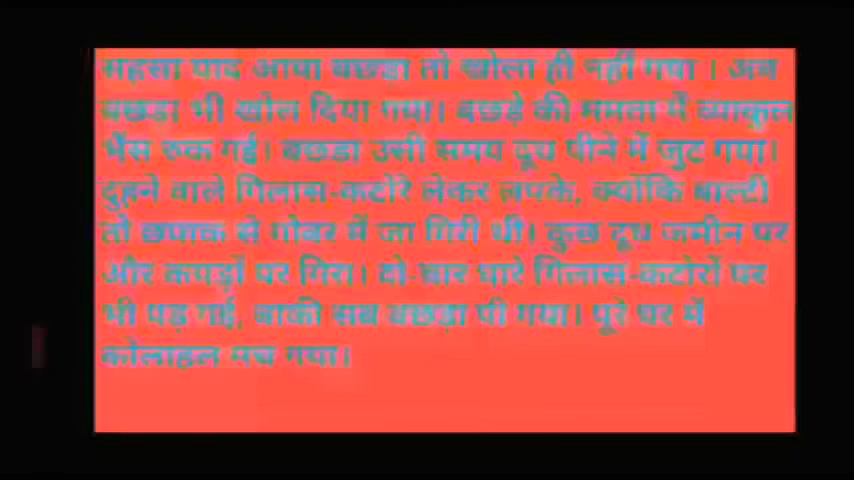 सहसा याद आया बछडा तो खोला ही नहीं गया । अब
बछडा भी खोल दिया गया। बछड़े की ममता में व्याकुल
भैंस रुक गई। बछडा उसी समय दूध पीने में जुट गया।
दुहने वाले गिलास-कटोरे लेकर लपके, क्योंकि बाल्टी
तो छपाक से गोबर में जा गिरी थी। कुछ दूध जमीन पर
और कपड़ों पर गिरा। दो-चार धारे गिलास-कटोरों पर
भी पड़ गई, बाकी सब बछड़ा पी गया। पूरे घर में
कोलाहल मच गया।